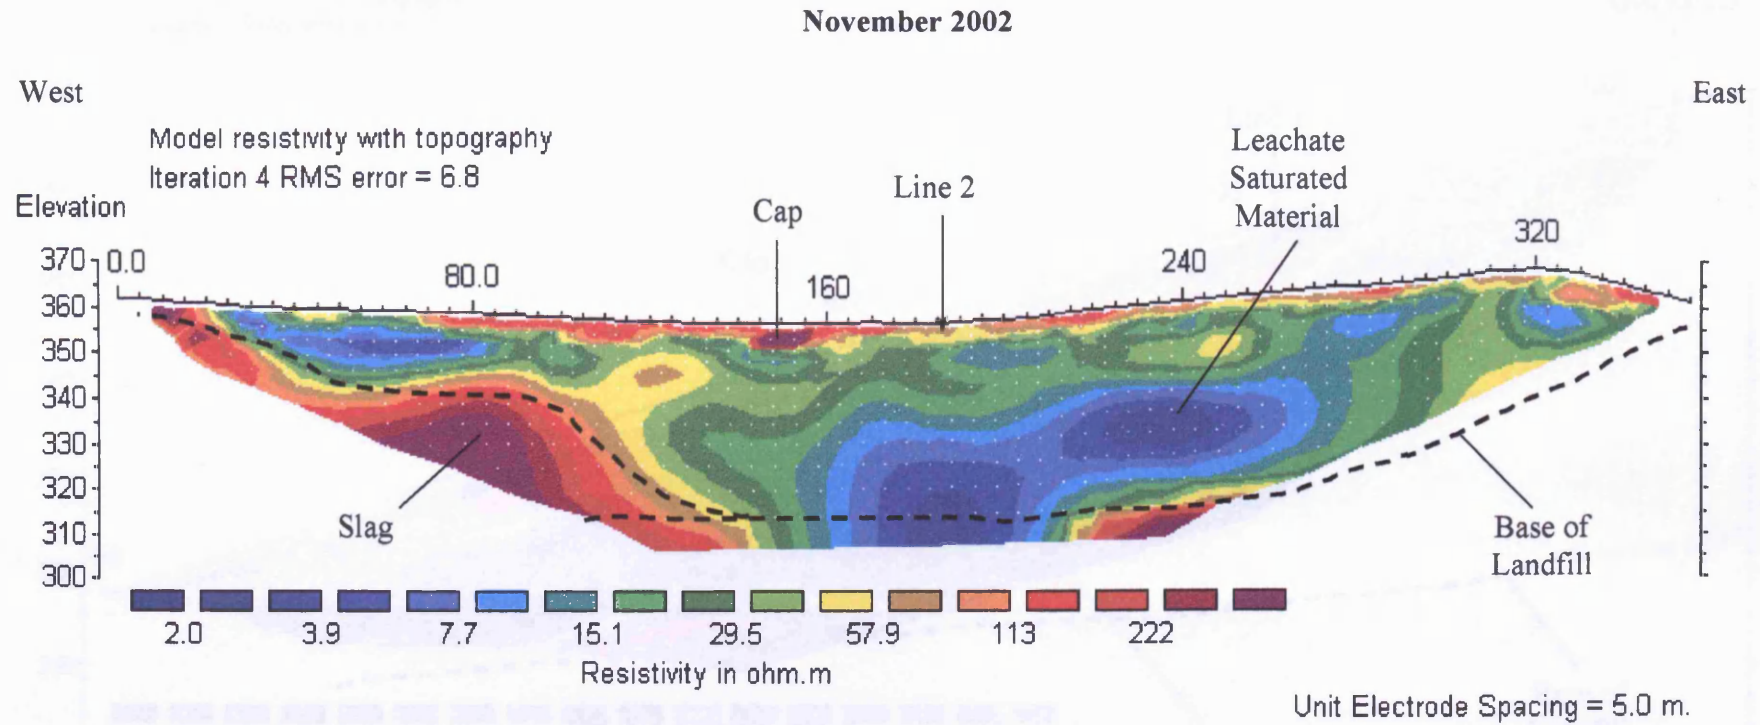 November 2002
West
East
Model resistivity with topography
Iteration 4 RMS error = 6.8
Leachate
Saturated
Material
Line 2
Cap
Elevation
370
0.0
80.0
160
240
320
360
350
340
330
320
310
300
Slag
Base of
Landfill
2.0 3.9 7.7 15.1 29.5 57.9 113 222
Resistivity in ohm.m
Unit Electrode Spacing = 5.0 m.